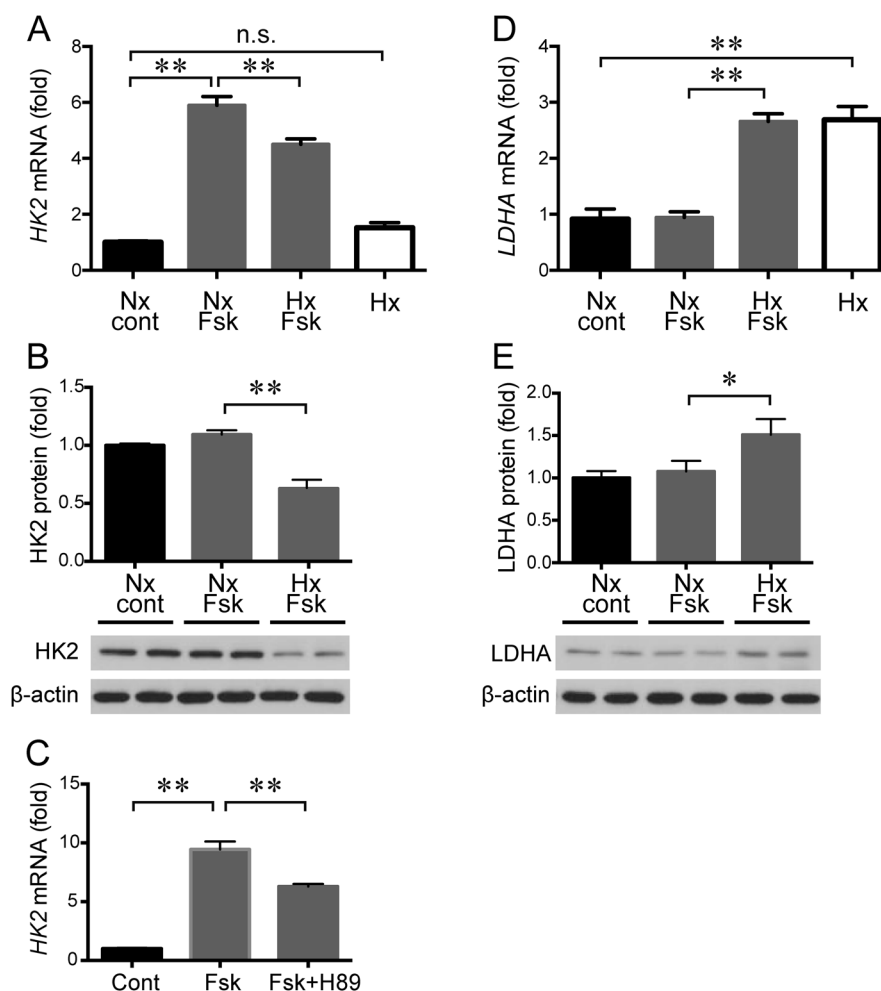 A
HK2 mRNA (fold)
8
6
4
2
0
n.s.
** **
Nx cont
Nx Fsk
Hx Fsk
Hx
B
HK2 protein (fold)
1.5
1.0
0.5
0.0
**
Nx cont
Nx Fsk
Hx Fsk
HK2
β-actin
C
HK2 mRNA (fold)
15
10
5
0
** **
Cont Fsk Fsk+H89
D
LDHA mRNA (fold)
4
3
2
1
0
**
**
Nx cont
Nx Fsk
Hx Fsk
Hx
E
LDHA protein (fold)
2.0
1.5
1.0
0.5
0.0
*
Nx cont
Nx Fsk
Hx Fsk
LDHA
β-actin